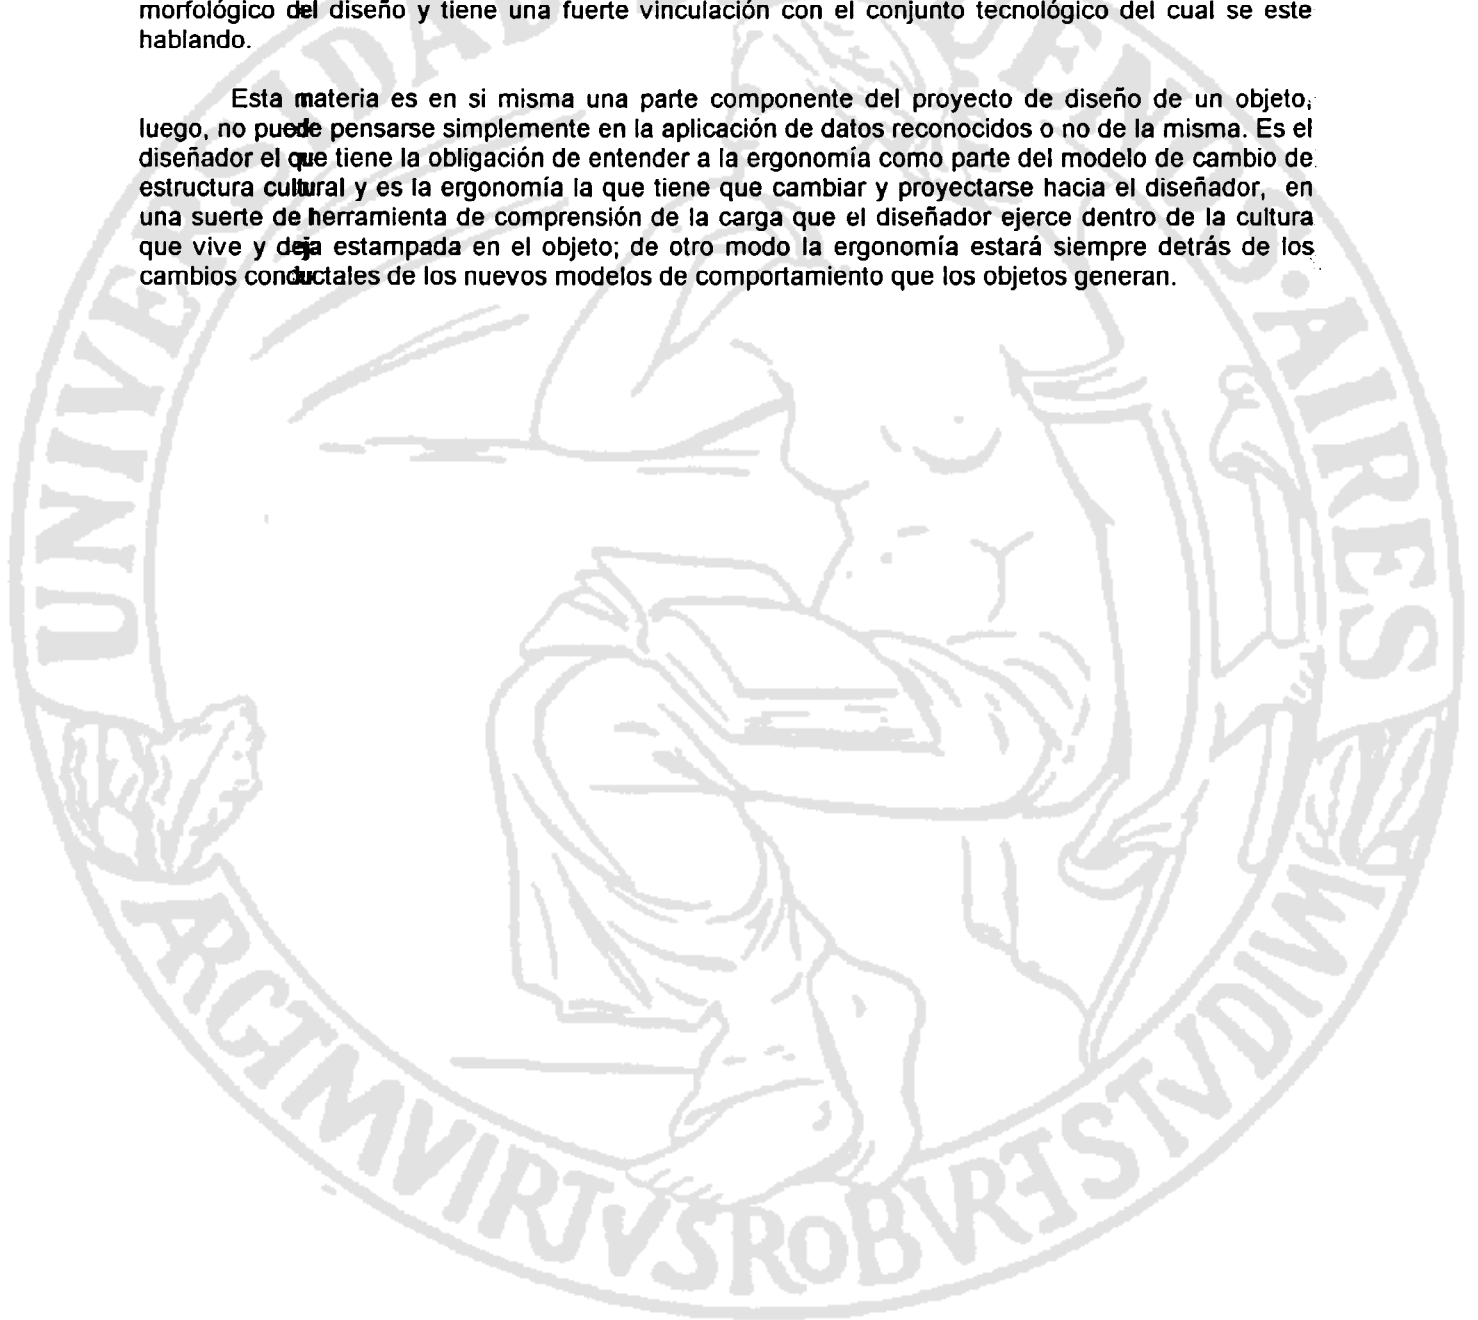 morfológico del diseño y tiene una fuerte vinculación con el conjunto tecnológico del cual se este
hablando.
Esta materia es en si misma una parte componente del proyecto de diseño de un objeto,
luego, no puede pensarse simplemente en la aplicación de datos reconocidos o no de la misma. Es el
diseñador el que tiene la obligación de entender a la ergonomía como parte del modelo de cambio de
estructura cultural y es la ergonomía la que tiene que cambiar y proyectarse hacia el diseñador, en
una suerte de herramienta de comprensión de la carga que el diseñador ejerce dentro de la cultura
que vive y deja estampada en el objeto; de otro modo la ergonomía estará siempre detrás de los
cambios conductales de los nuevos modelos de comportamiento que los objetos generan.
UNIVERSIDAD
BUENOS·AIRES
ARGT·MVIRTVSROBVRETSTVDIVM